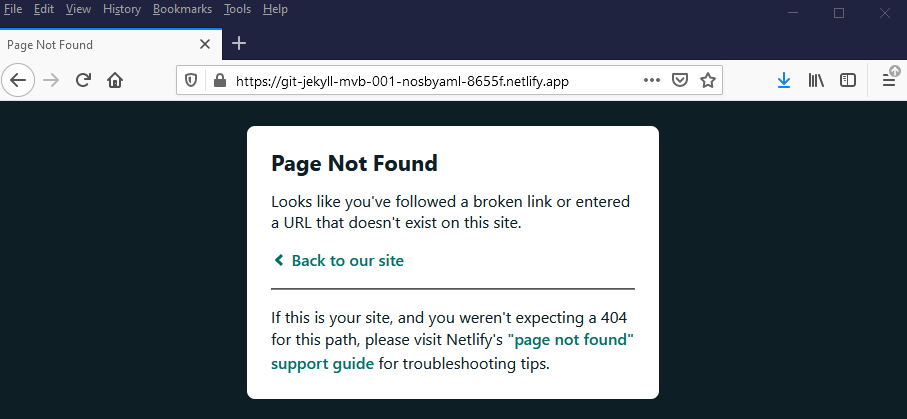 File Edit View History Bookmarks Tools Help
Page Not Found
https://git-jekyll-mvb-001-nosbyaml-8655f.netlify.app
Page Not Found
Looks like you've followed a broken link or entered
a URL that doesn't exist on this site.
Back to our site
If this is your site, and you weren't expecting a 404
for this path, please visit Netlify's "page not found"
support guide for troubleshooting tips.